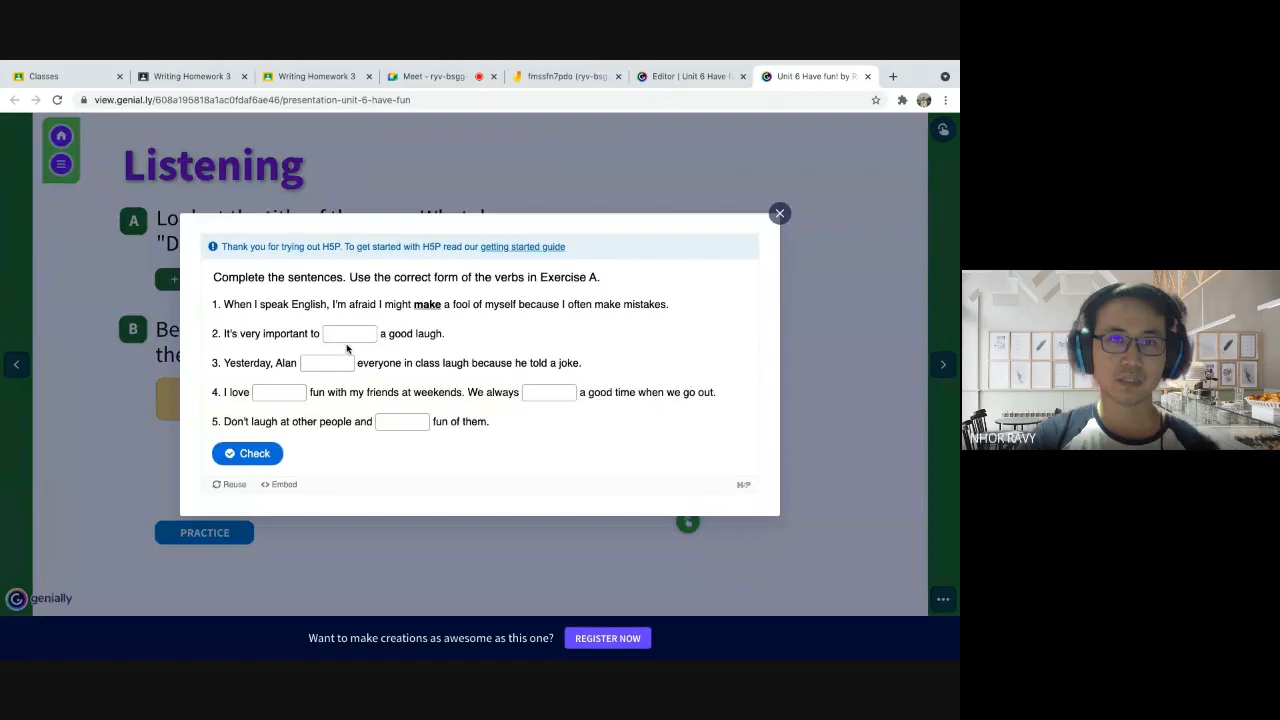 Classes
Writing Homework 3
Writing Homework 3
Meet - ryv-bsgg-
fmssfn7pdo (ryv-bsg
Editor | Unit 6 Have f
Unit 6 Have fun! by R
view.genial.ly/608a195818a1ac0fdaf6ae46/presentation-unit-6-have-fun
Listening
A
"D
Thank you for trying out H5P. To get started with H5P read our getting started guide
Complete the sentences. Use the correct form of the verbs in Exercise A.
1. When I speak English, I'm afraid I might make a fool of myself because I often make mistakes.
2. It's very important to a good laugh.
3. Yesterday, Alan everyone in class laugh because he told a joke.
4. I love fun with my friends at weekends. We always a good time when we go out.
5. Don't laugh at other people and fun of them.
B Be
the
Check
Reuse <> Embed
H5P
PRACTICE
genially
Want to make creations as awesome as this one? REGISTER NOW
NHOR RAVY